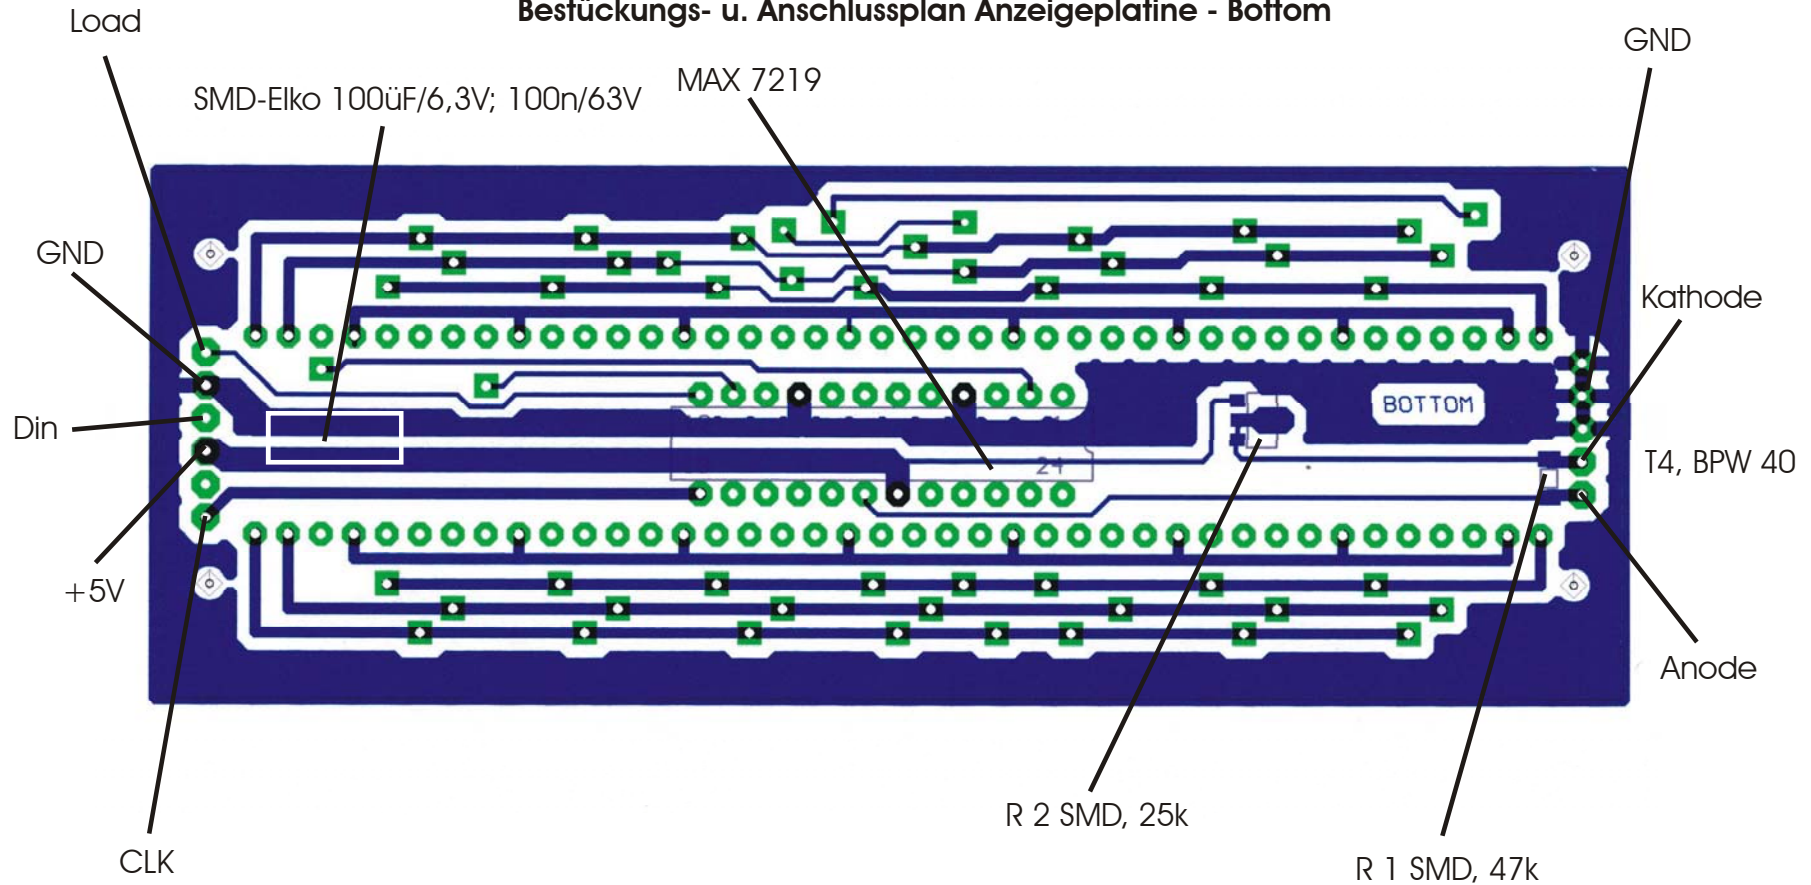 Bestückungs- u. Anschlussplan Anzeigeplatine - Bottom
Load
GND
MAX 7219
SMD-Elko 100üF/6,3V; 100n/63V
GND
Kathode
BOTTOM
Din
24
T4, BPW 40
+5V
Anode
R 2 SMD, 25k
CLK
R 1 SMD, 47k